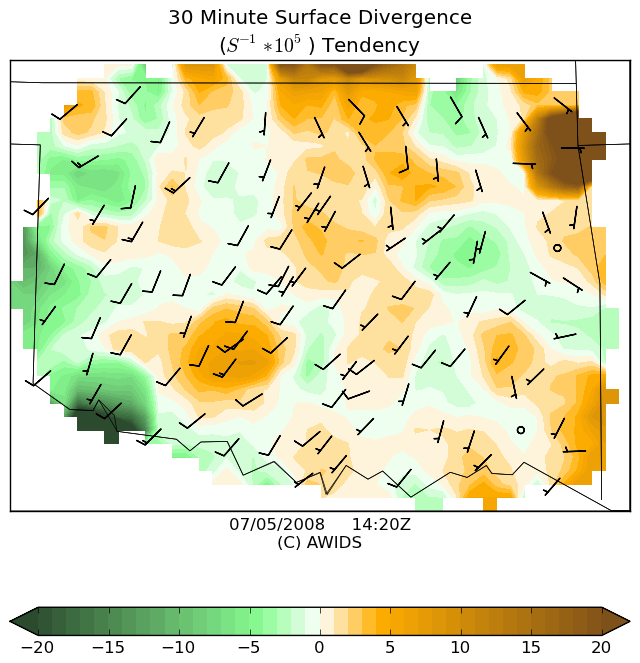 30 Minute Surface Divergence
(S⁻¹ *10⁵ ) Tendency
07/05/2008 14:20Z
(C) AWIDS
−20 −15 −10 −5 0 5 10 15 20